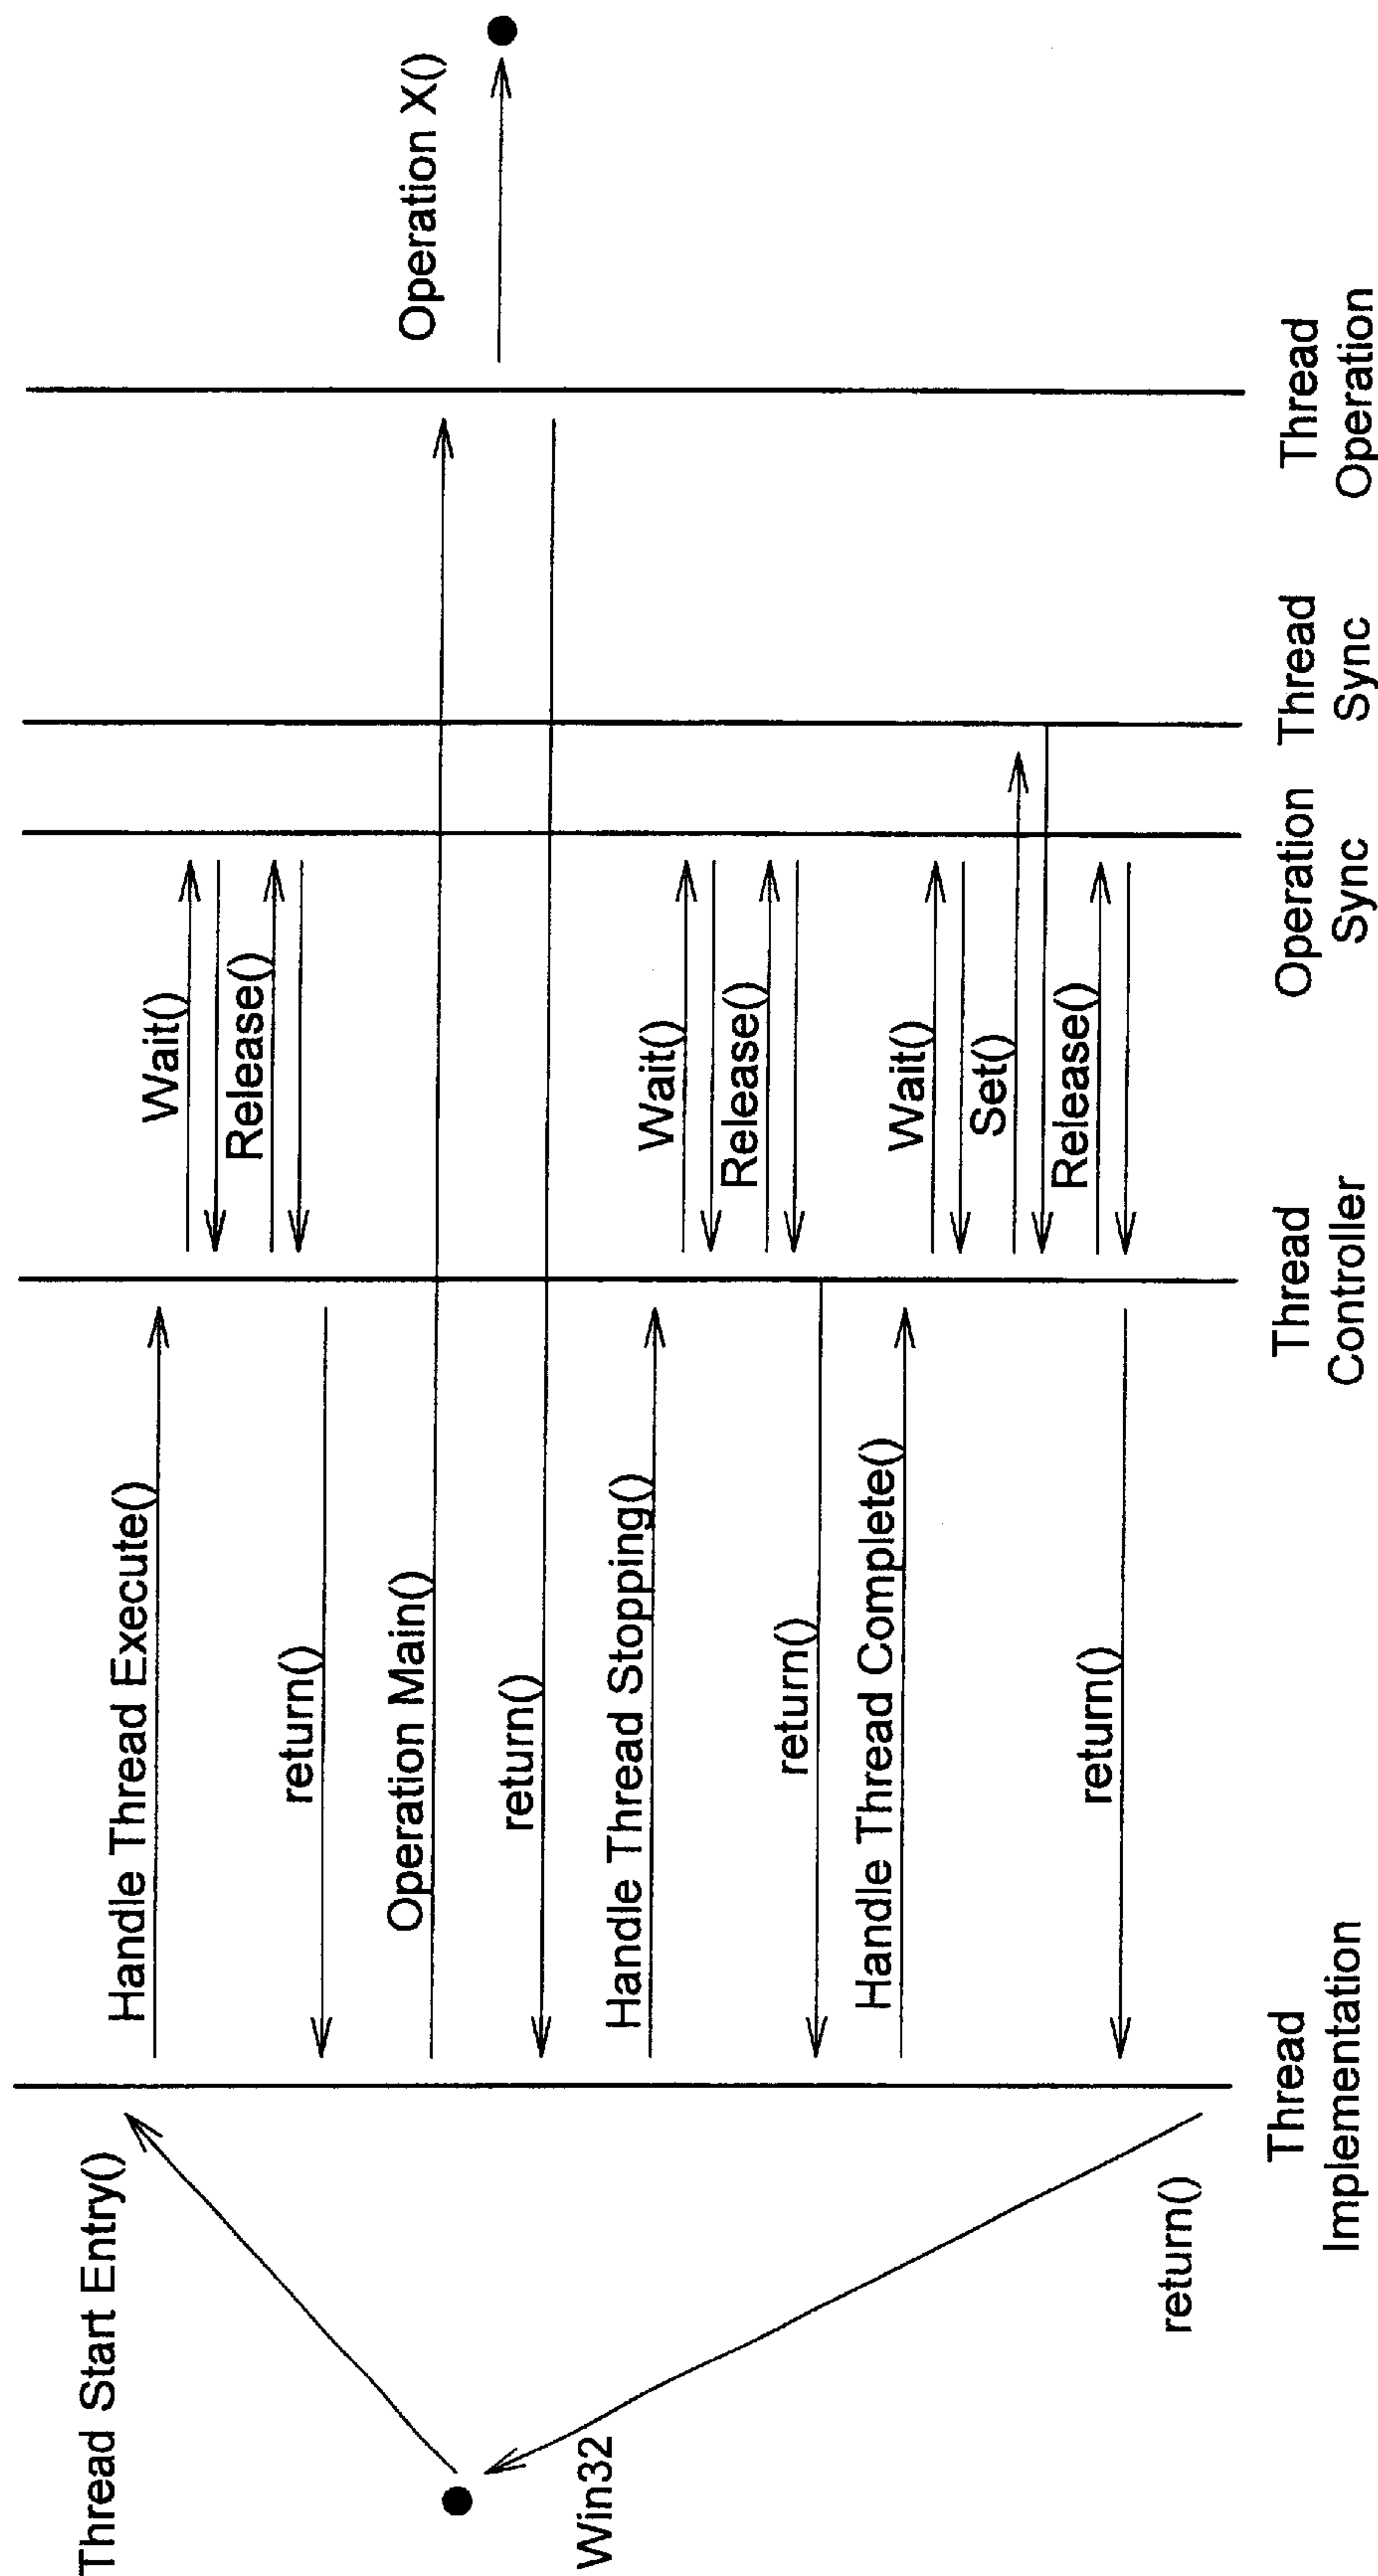 Thread Start Entry()
Handle Thread Execute()
Wait()
Release()
return()
Operation Main()
Operation X()
return()
Win32
Handle Thread Stopping()
Wait()
Release()
return()
Handle Thread Complete()
Wait()
Set()
Release()
return()
return()
Thread
Implementation
Thread
Controller
Operation
Sync
Thread
Sync
Thread
Operation